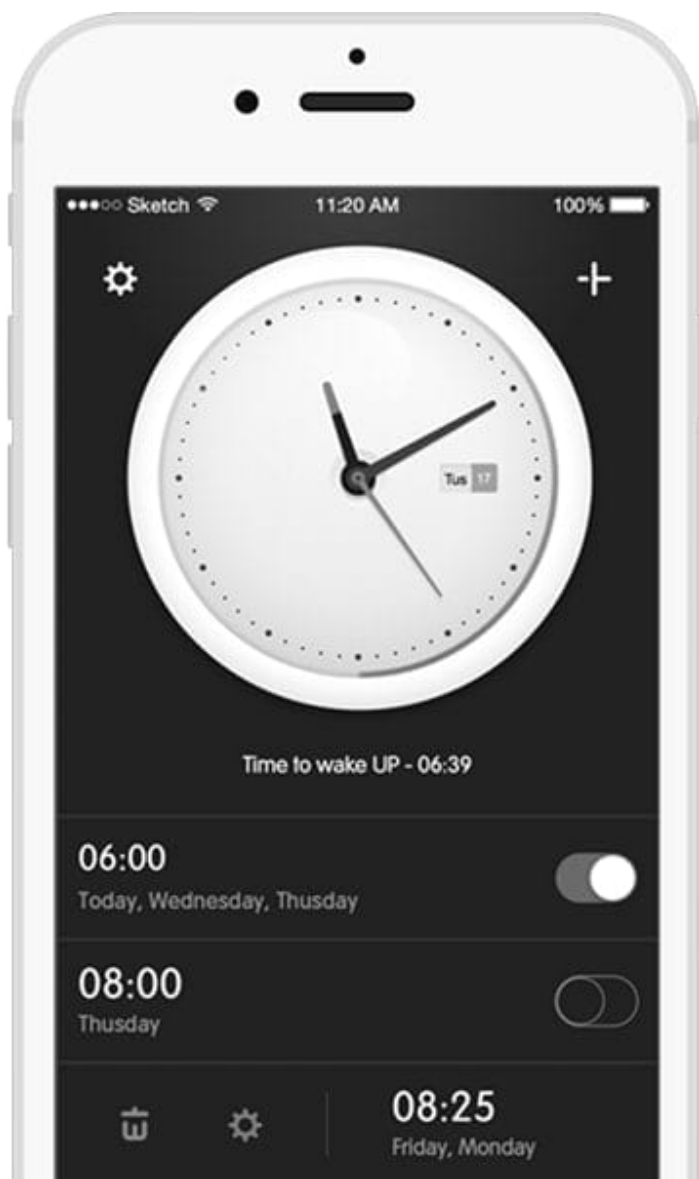 Sketch 11:20 AM 100%
Tus 17
Time to wake UP - 06:39
06:00
Today, Wednesday, Thusday
08:00
Thusday
08:25
Friday, Monday